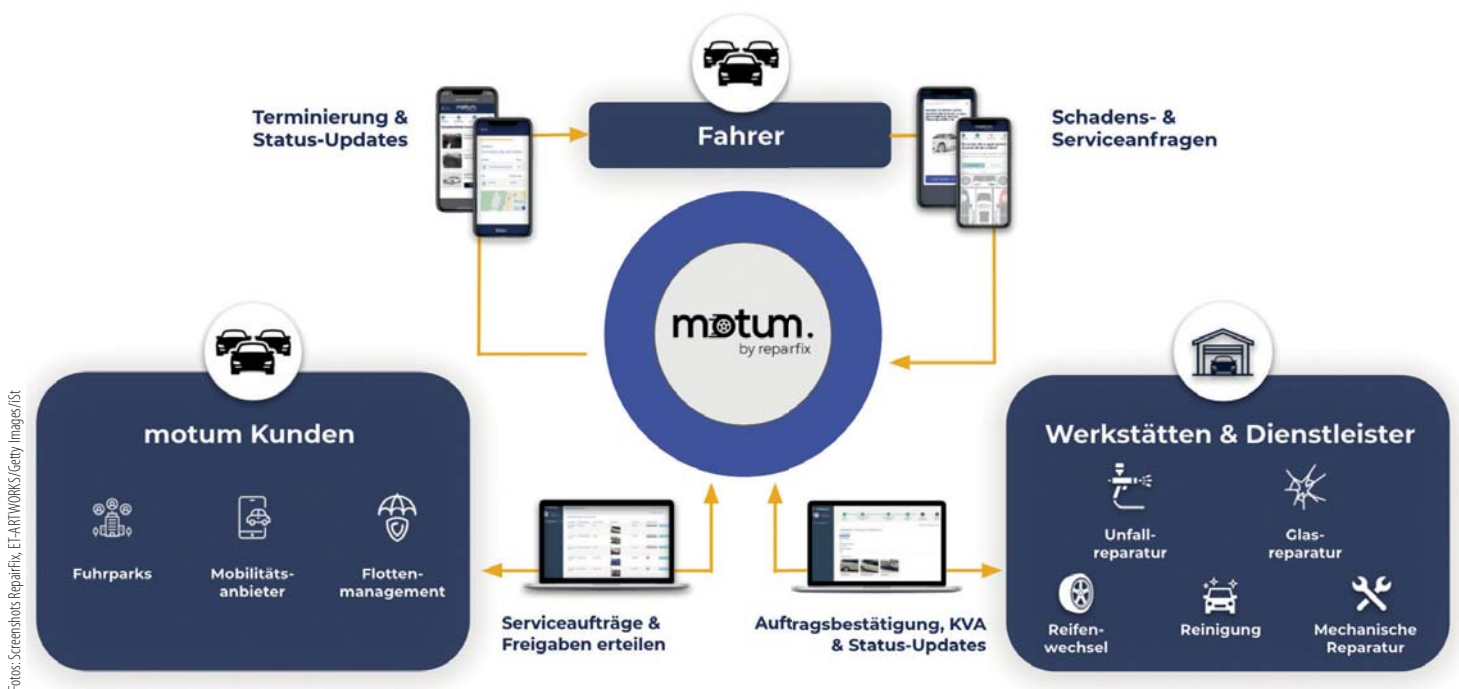 Terminierung &
Status-Updates
Fahrer
Schadens- &
Serviceanfragen
motum.
by repairfix
motum Kunden
Fuhrparks
Mobilitäts-
anbieter
Flotten-
management
Serviceaufträge &
Freigaben erteilen
Auftragsbestätigung, KVA
& Status-Updates
Werkstätten & Dienstleister
Unfall-
reparatur
Glas-
reparatur
Reifen-
wechsel
Reinigung
Mechanische
Reparatur
Fotos: Screenshots RepairFix, ET-ARTWORKS/Getty Images/iSt